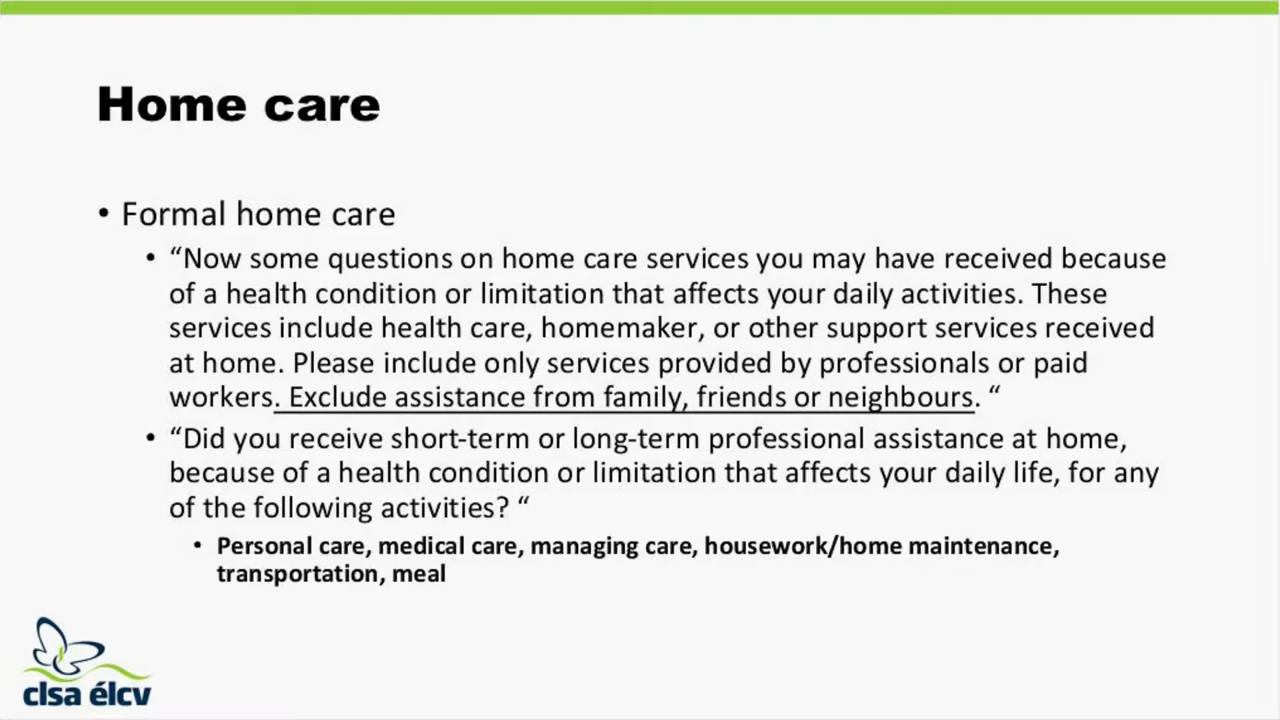 Home care
• Formal home care
• “Now some questions on home care services you may have received because
of a health condition or limitation that affects your daily activities. These
services include health care, homemaker, or other support services received
at home. Please include only services provided by professionals or paid
workers. Exclude assistance from family, friends or neighbours. “
• “Did you receive short-term or long-term professional assistance at home,
because of a health condition or limitation that affects your daily life, for any
of the following activities? “
• Personal care, medical care, managing care, housework/home maintenance,
transportation, meal
clsa élcv